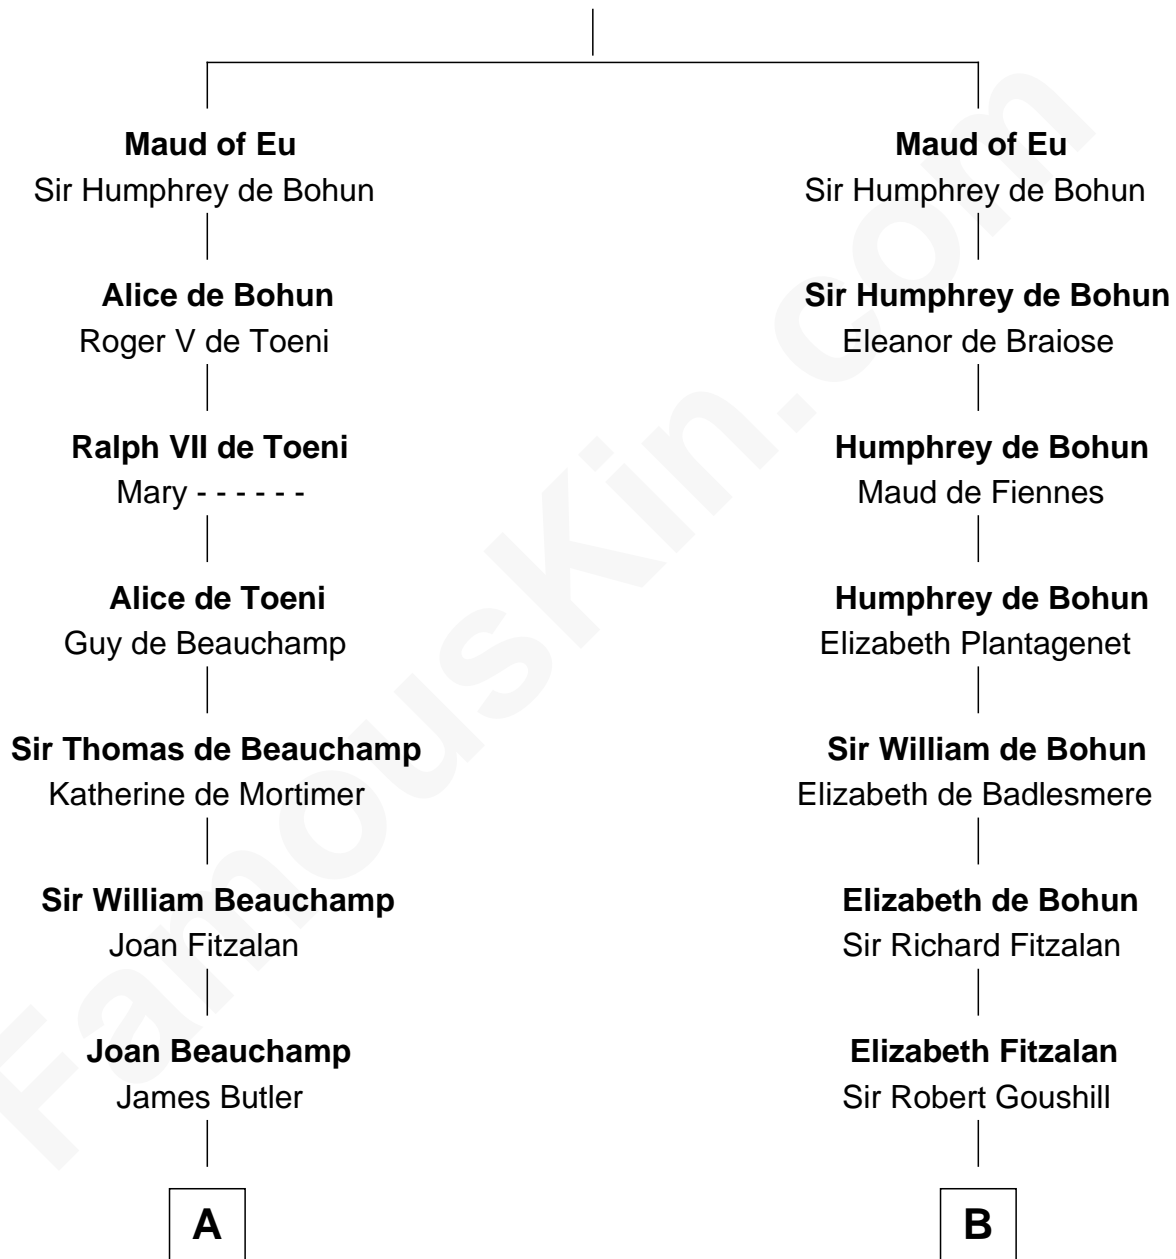 Maud of Eu
Sir Humphrey de Bohun
Alice de Bohun
Roger V de Toeni
Ralph VII de Toeni
Mary - - - - - -
Alice de Toeni
Guy de Beauchamp
Sir Thomas de Beauchamp
Katherine de Mortimer
Sir William Beauchamp
Joan Fitzalan
Joan Beauchamp
James Butler
A
Maud of Eu
Sir Humphrey de Bohun
Sir Humphrey de Bohun
Eleanor de Braiose
Humphrey de Bohun
Maud de Fiennes
Humphrey de Bohun
Elizabeth Plantagenet
Sir William de Bohun
Elizabeth de Badlesmere
Elizabeth de Bohun
Sir Richard Fitzalan
Elizabeth Fitzalan
Sir Robert Goushill
B
FamousKin.com